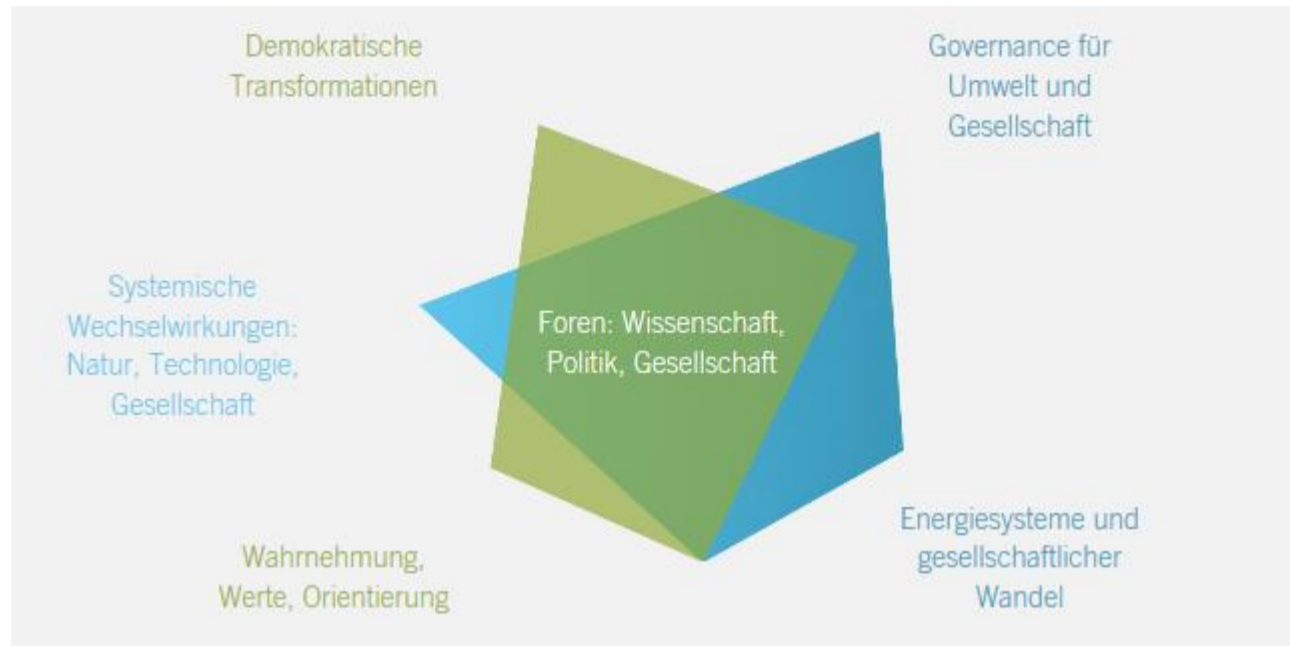 Demokratische
Transformationen
Governance für
Umwelt und
Gesellschaft
Systemische
Wechselwirkungen:
Natur, Technologie,
Gesellschaft
Foren: Wissenschaft,
Politik, Gesellschaft
Wahrnehmung,
Werte, Orientierung
Energiesysteme und
gesellschaftlicher
Wandel